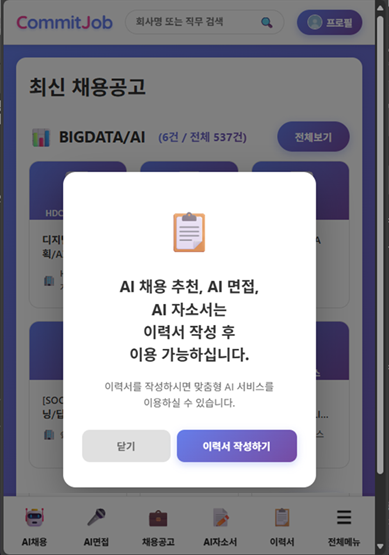 CommitJob
회사명 또는 직무 검색
프로필
최신 채용공고
BIGDATA/AI (6건 / 전체 537건)
전체보기
HDC
디지털
획/A
AI 채용 추천, AI 면접,
AI 자소서는
이력서 작성 후
이용 가능하십니다.
이력서를 작성하시면 맞춤형 AI 서비스를
이용하실 수 있습니다.
닫기
이력서 작성하기
[SOC
닝/딥
AI...
AI채용
AI면접
채용공고
AI자소서
이력서
전체메뉴